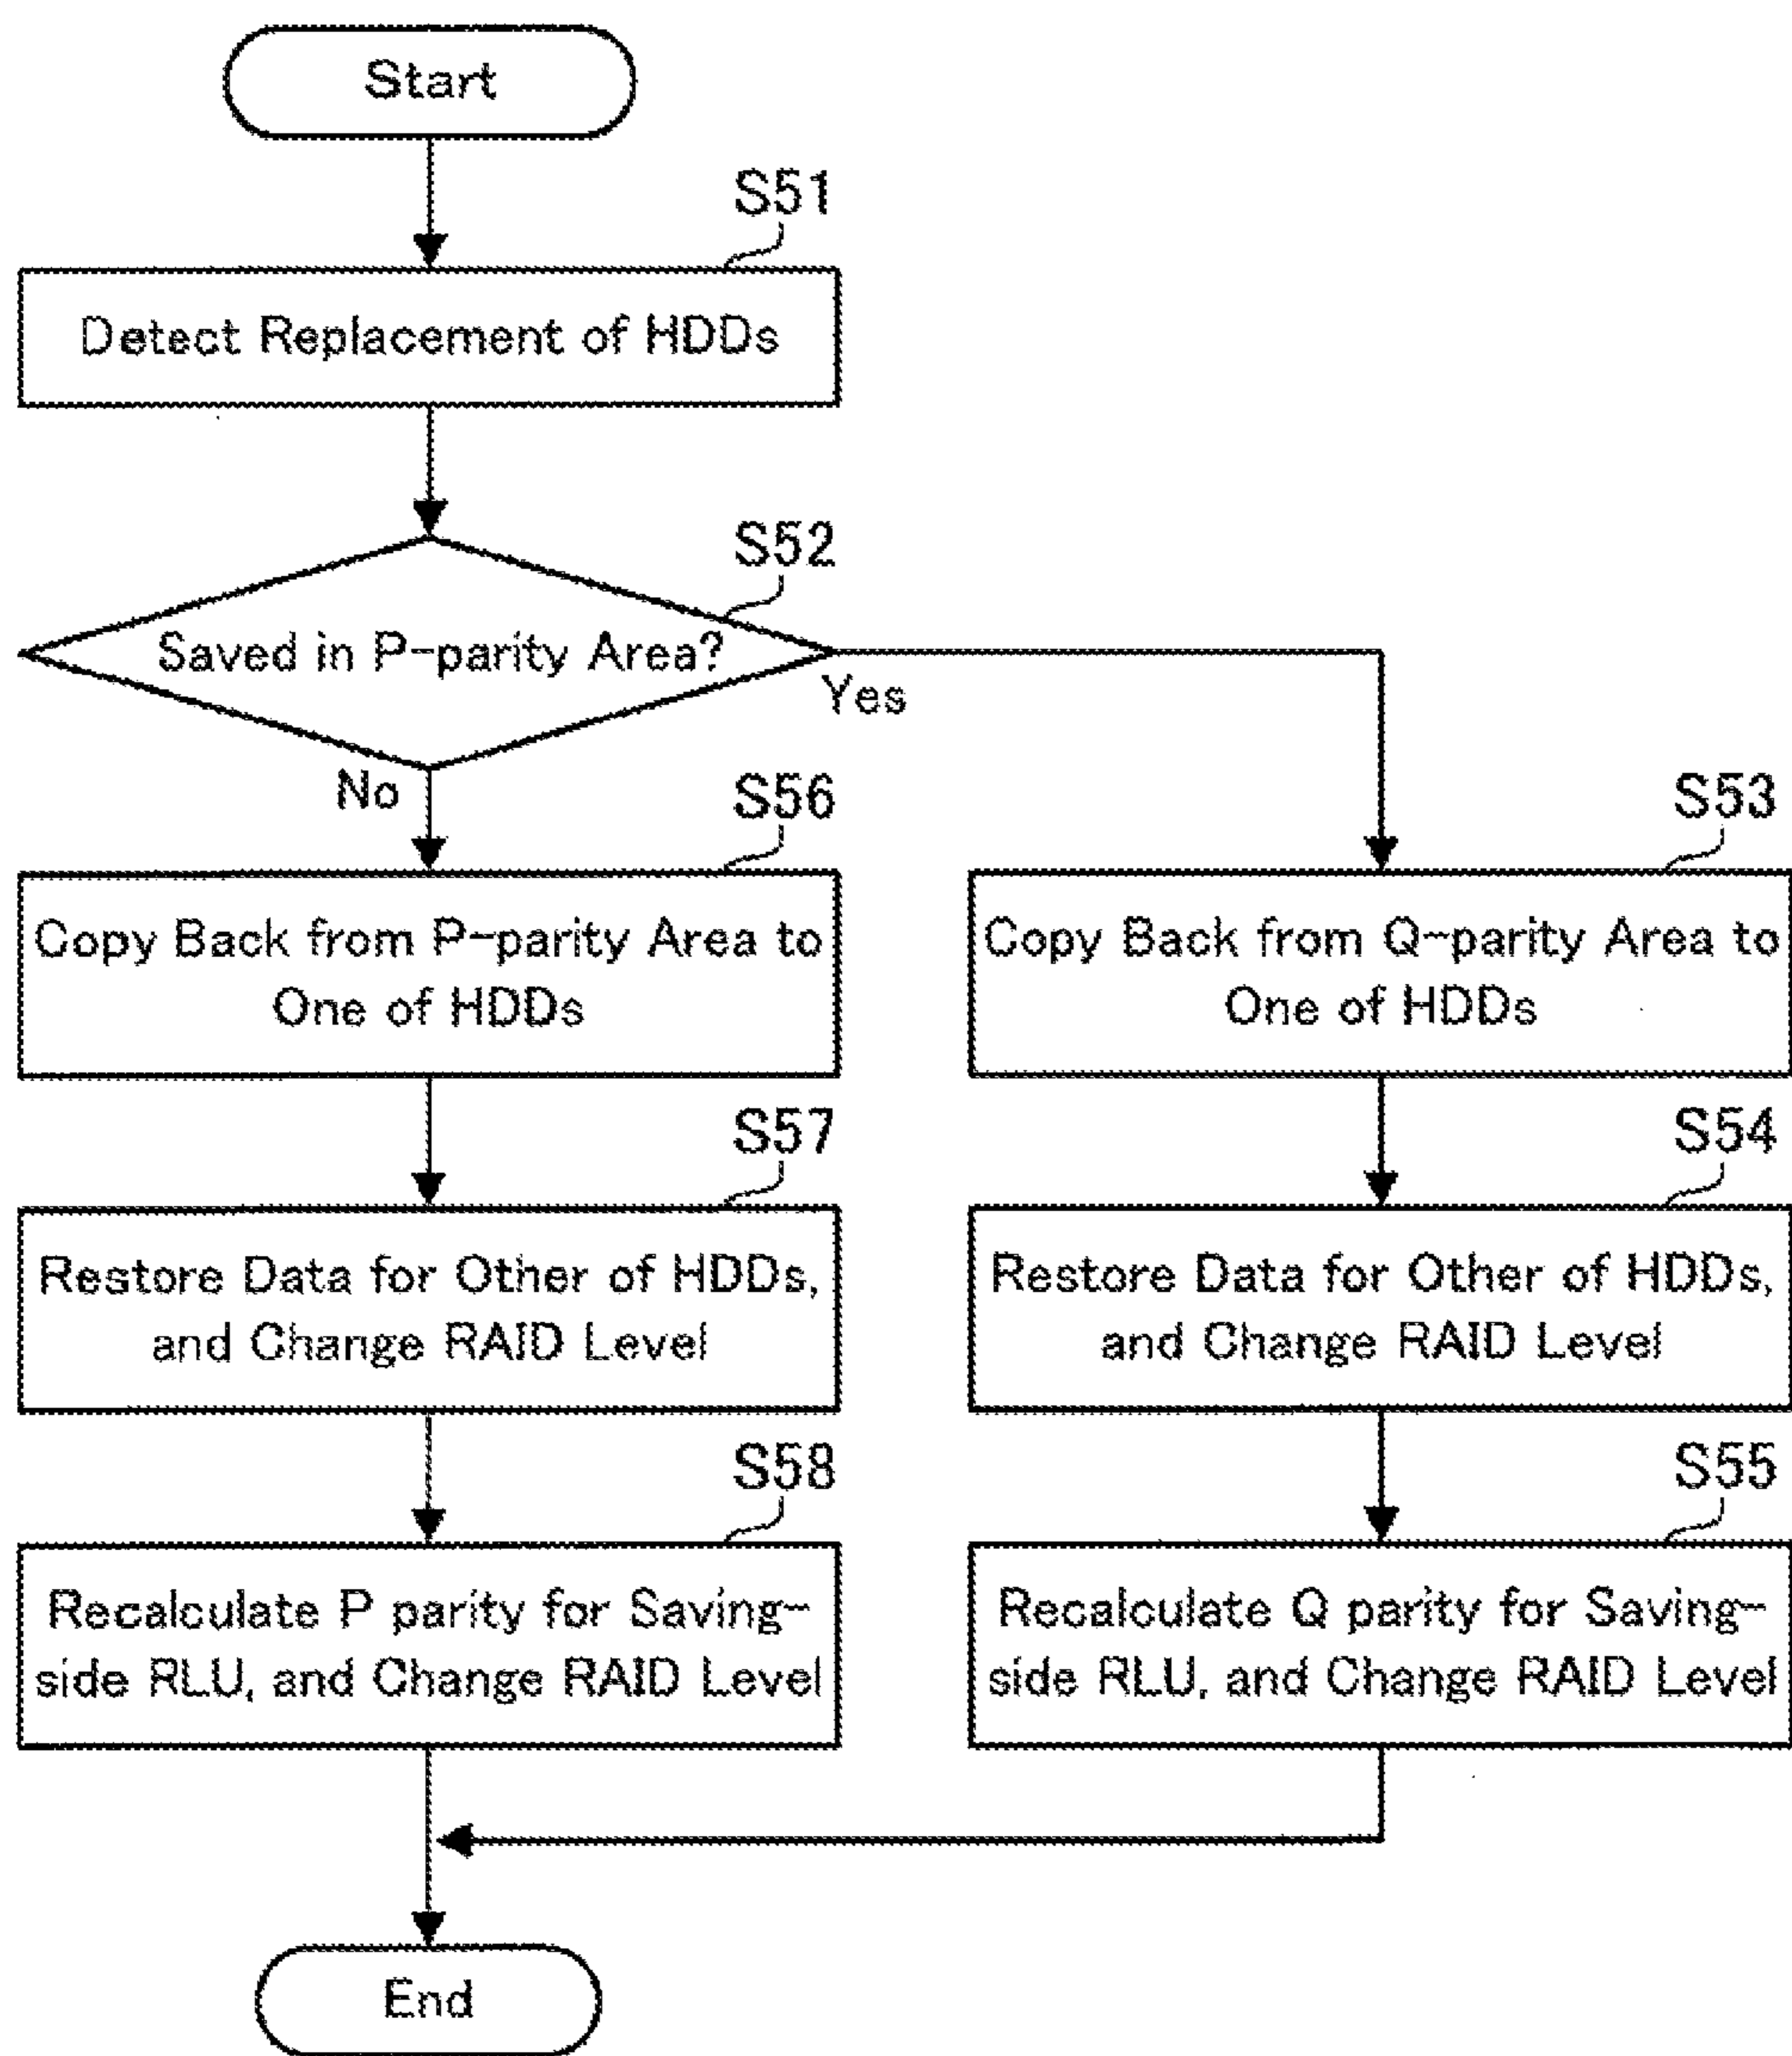 Start
S51
Detect Replacement of HDDs
S52
Saved in P-parity Area?
Yes
No
S56
Copy Back from P-parity Area to
One of HDDs
S53
Copy Back from Q-parity Area to
One of HDDs
S57
Restore Data for Other of HDDs,
and Change RAID Level
S54
Restore Data for Other of HDDs,
and Change RAID Level
S58
Recalculate P parity for Saving-
side RLU, and Change RAID Level
S55
Recalculate Q parity for Saving-
side RLU, and Change RAID Level
End